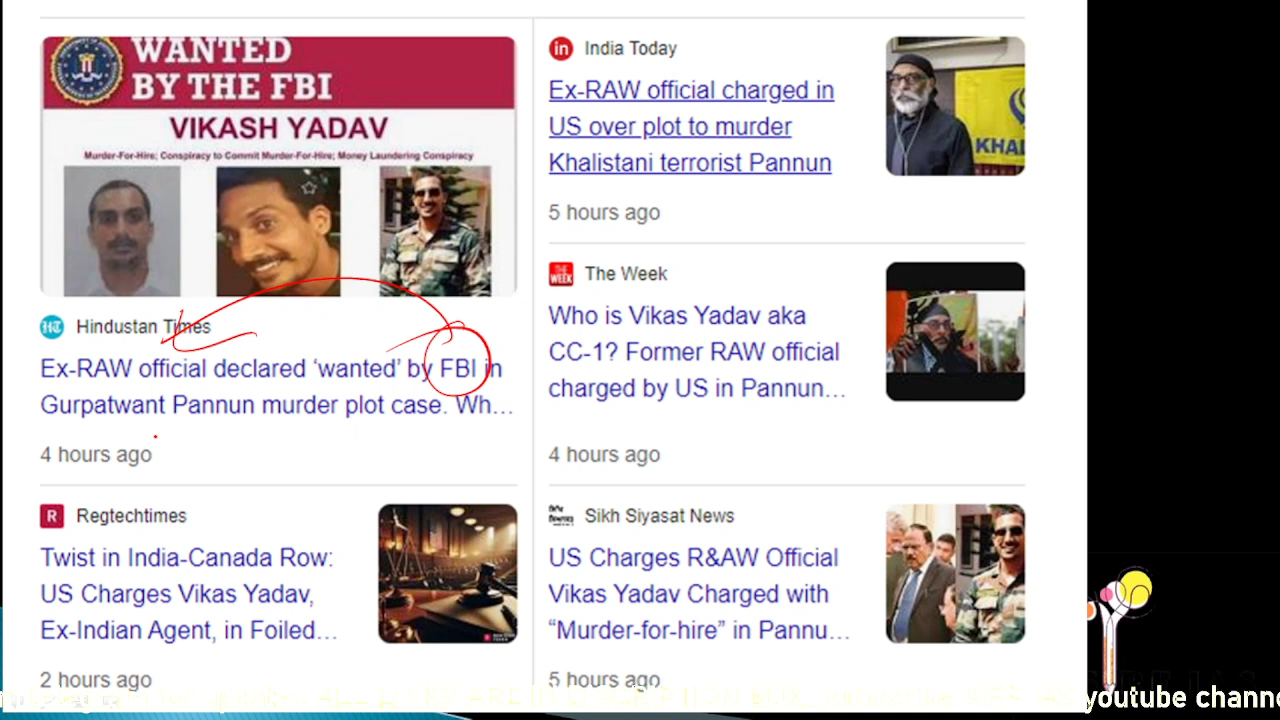 WANTED
BY THE FBI
VIKASH YADAV
Murder-For-Hire; Conspiracy to Commit Murder-For-Hire; Money Laundering Conspiracy
Hindustan Times
Ex-RAW official declared ‘wanted’ by FBI in
Gurpatwant Pannun murder plot case. Wh...
4 hours ago
R Regtechtimes
Twist in India-Canada Row:
US Charges Vikas Yadav,
Ex-Indian Agent, in Foiled...
2 hours ago
in India Today
Ex-RAW official charged in
US over plot to murder
Khalistani terrorist Pannun
5 hours ago
KHAL
THE WEEK The Week
Who is Vikas Yadav aka
CC-1? Former RAW official
charged by US in Pannun...
4 hours ago
Sikh Siyasat News
US Charges R&AW Official
Vikas Yadav Charged with
“Murder-for-hire” in Pannu...
5 hours ago
youtube chann